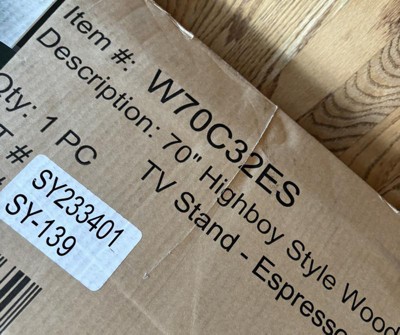 Item #: W70C32ES
Description: 70" Highboy Style Wood
TV Stand - Espresso
Qty: 1 PC
T #
SY233401
SY-139